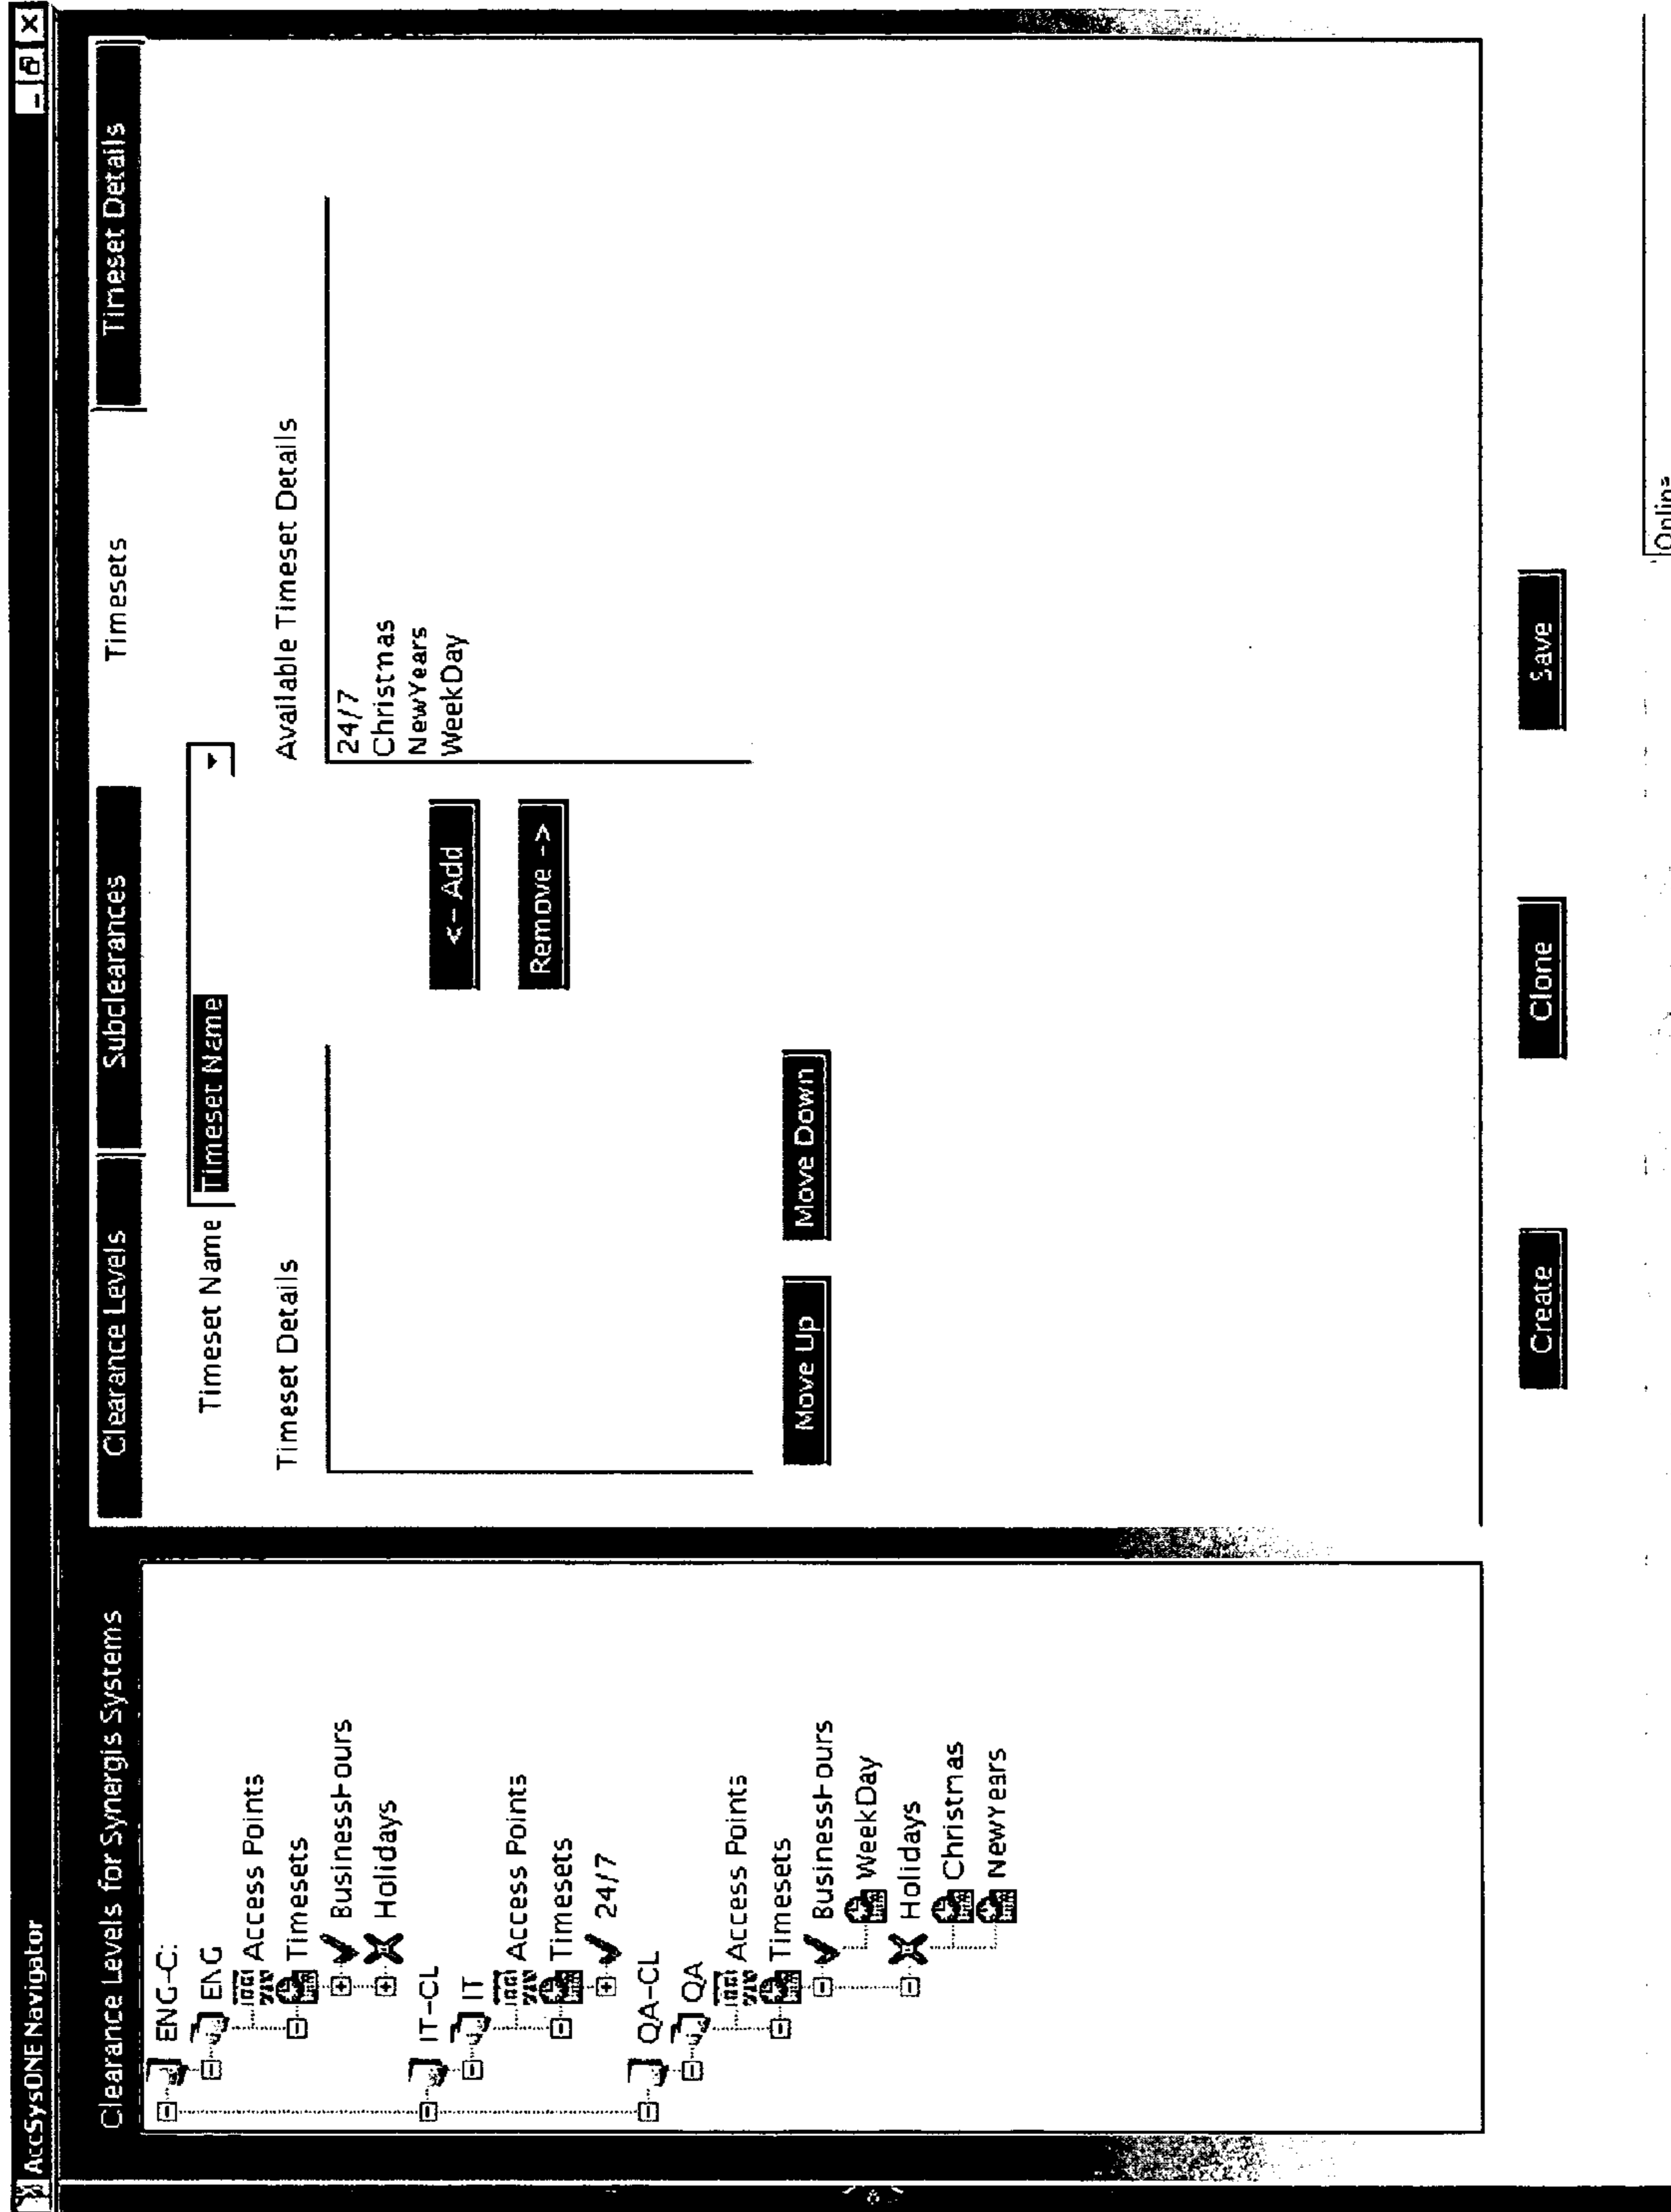 AccSysONE Navigator
Clearance Levels for Synergis Systems
ENG-C:
ENG
Access Points
Timesets
BusinessHours
Holidays
IT-CL
IT
Access Points
Timesets
24/7
QA-CL
QA
Access Points
Timesets
BusinessHours
WeekDay
Holidays
Christmas
NewYears
Clearance Levels
Subclearances
Timesets
Timeset Details
Timeset Name
Timeset Name
Timeset Details
Available Timeset Details
24/7
Christmas
NewYears
WeekDay
<- Add
Remove ->
Move Up
Move Down
Create
Clone
Save
Online